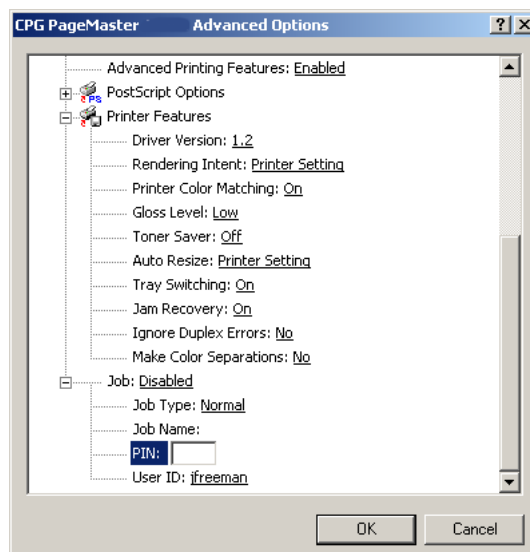 CPG PageMaster Advanced Options
Advanced Printing Features: Enabled
PS PostScript Options
Printer Features
Driver Version: 1.2
Rendering Intent: Printer Setting
Printer Color Matching: On
Gloss Level: Low
Toner Saver: Off
Auto Resize: Printer Setting
Tray Switching: On
Jam Recovery: On
Ignore Duplex Errors: No
Make Color Separations: No
Job: Disabled
Job Type: Normal
Job Name:
PIN:
User ID: jfreeman
OK Cancel